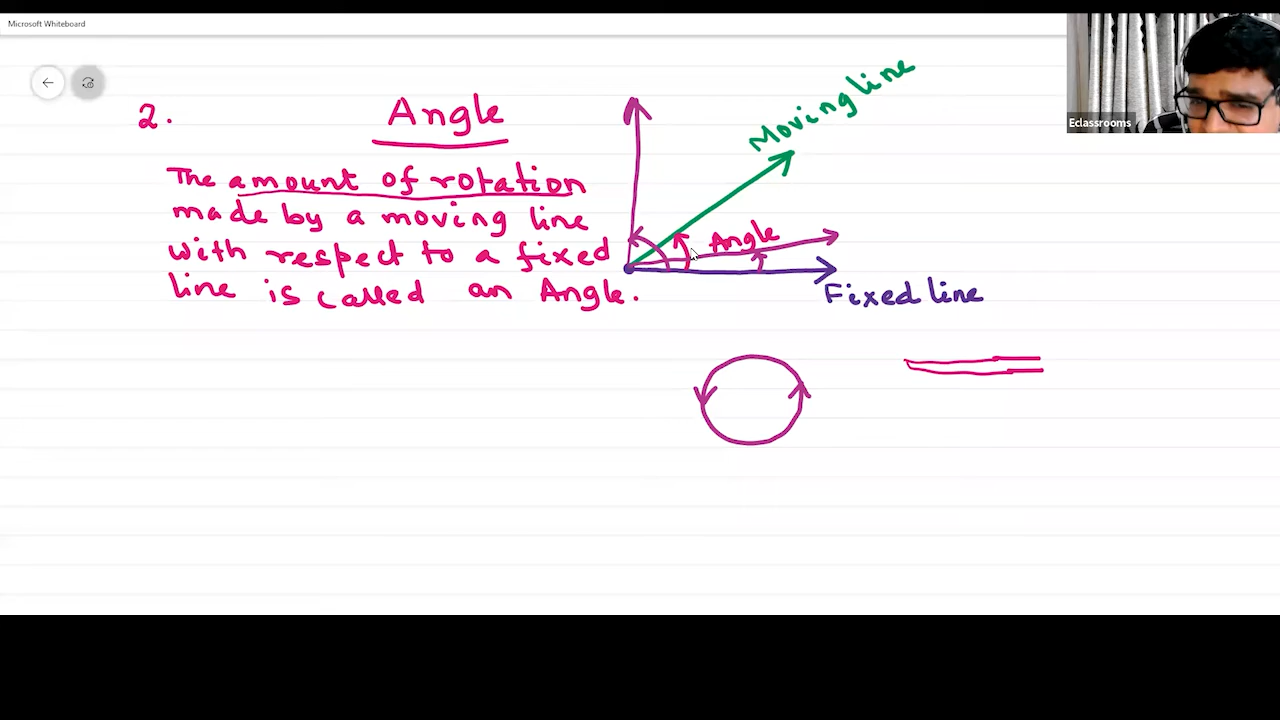 Microsoft Whiteboard
Eclassrooms
2.
Angle
The amount of rotation
made by a moving line
with respect to a fixed
line is called an Angle.
Moving line
Angle
Fixed line